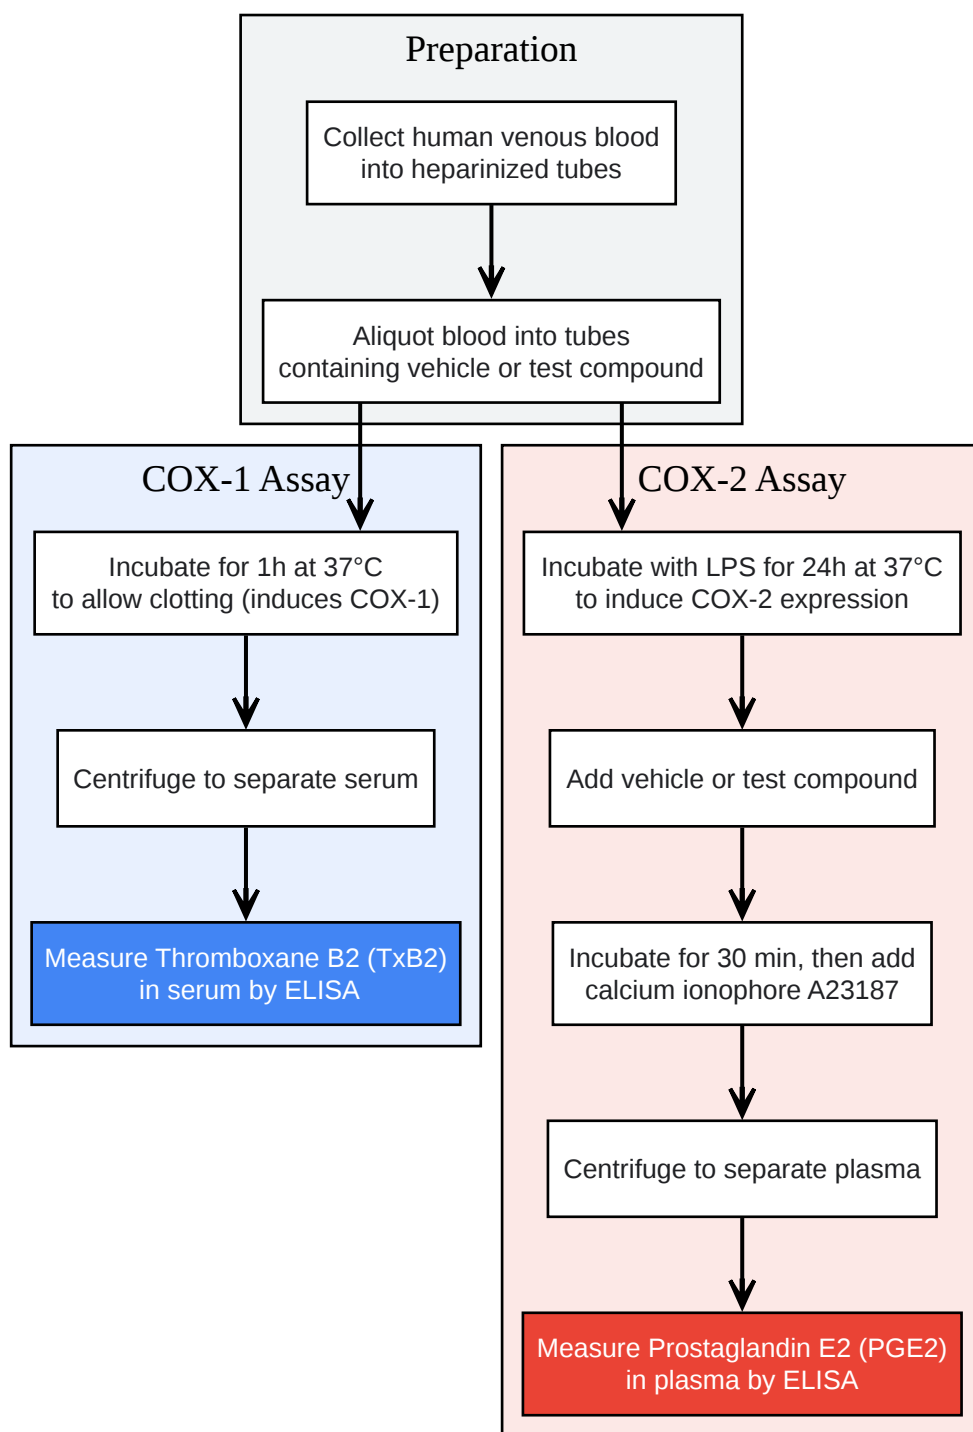 Preparation
Collect human venous blood
into heparinized tubes
Aliquot blood into tubes
containing vehicle or test compound
COX-1 Assay
Incubate for 1h at 37°C
to allow clotting (induces COX-1)
Centrifuge to separate serum
Measure Thromboxane B2 (TxB2)
in serum by ELISA
COX-2 Assay
Incubate with LPS for 24h at 37°C
to induce COX-2 expression
Add vehicle or test compound
Incubate for 30 min, then add
calcium ionophore A23187
Centrifuge to separate plasma
Measure Prostaglandin E2 (PGE2)
in plasma by ELISA